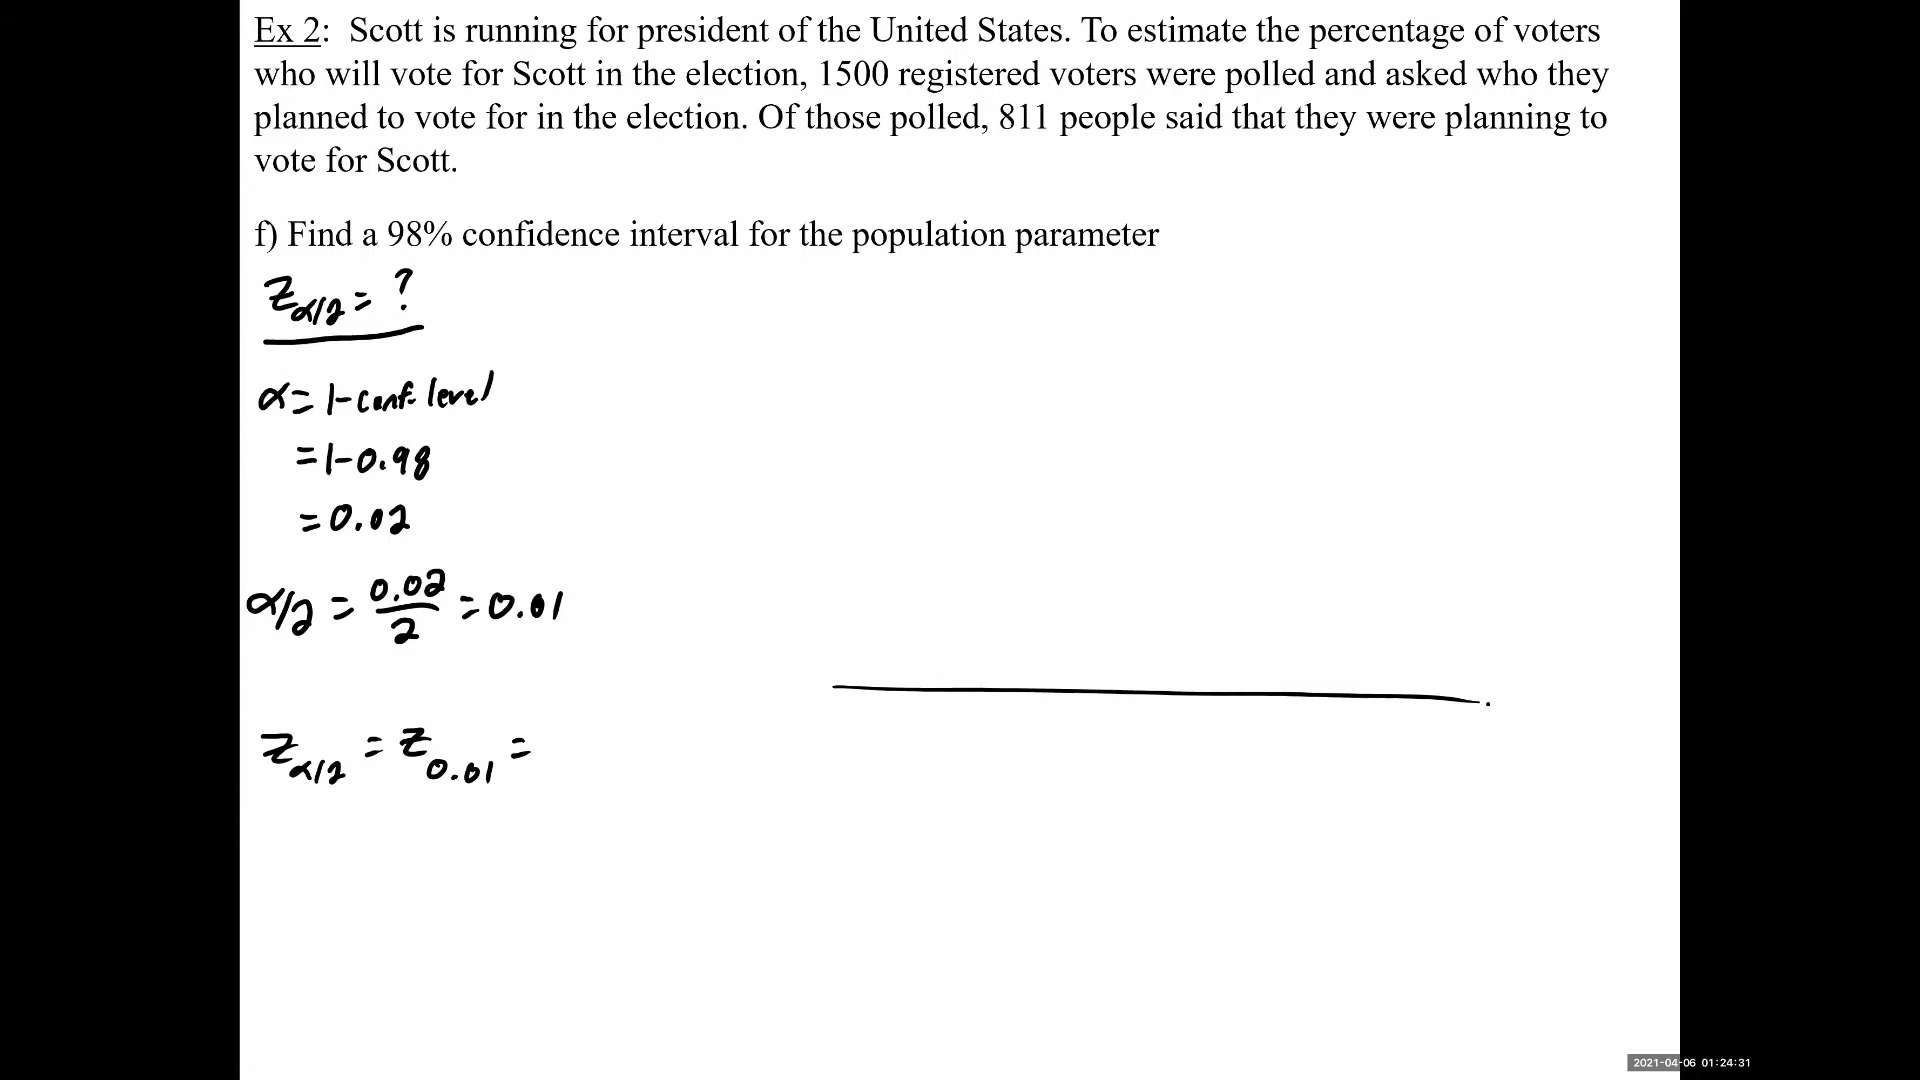 Ex 2: Scott is running for president of the United States. To estimate the percentage of voters
who will vote for Scott in the election, 1500 registered voters were polled and asked who they
planned to vote for in the election. Of those polled, 811 people said that they were planning to
vote for Scott.
f) Find a 98% confidence interval for the population parameter
z_α/2 = ?
α = 1 - conf. level
= 1 - 0.98
= 0.02
α/2 = 0.02/2 = 0.01
z_α/2 = z_0.01 =
2021-04-06 01:24:31